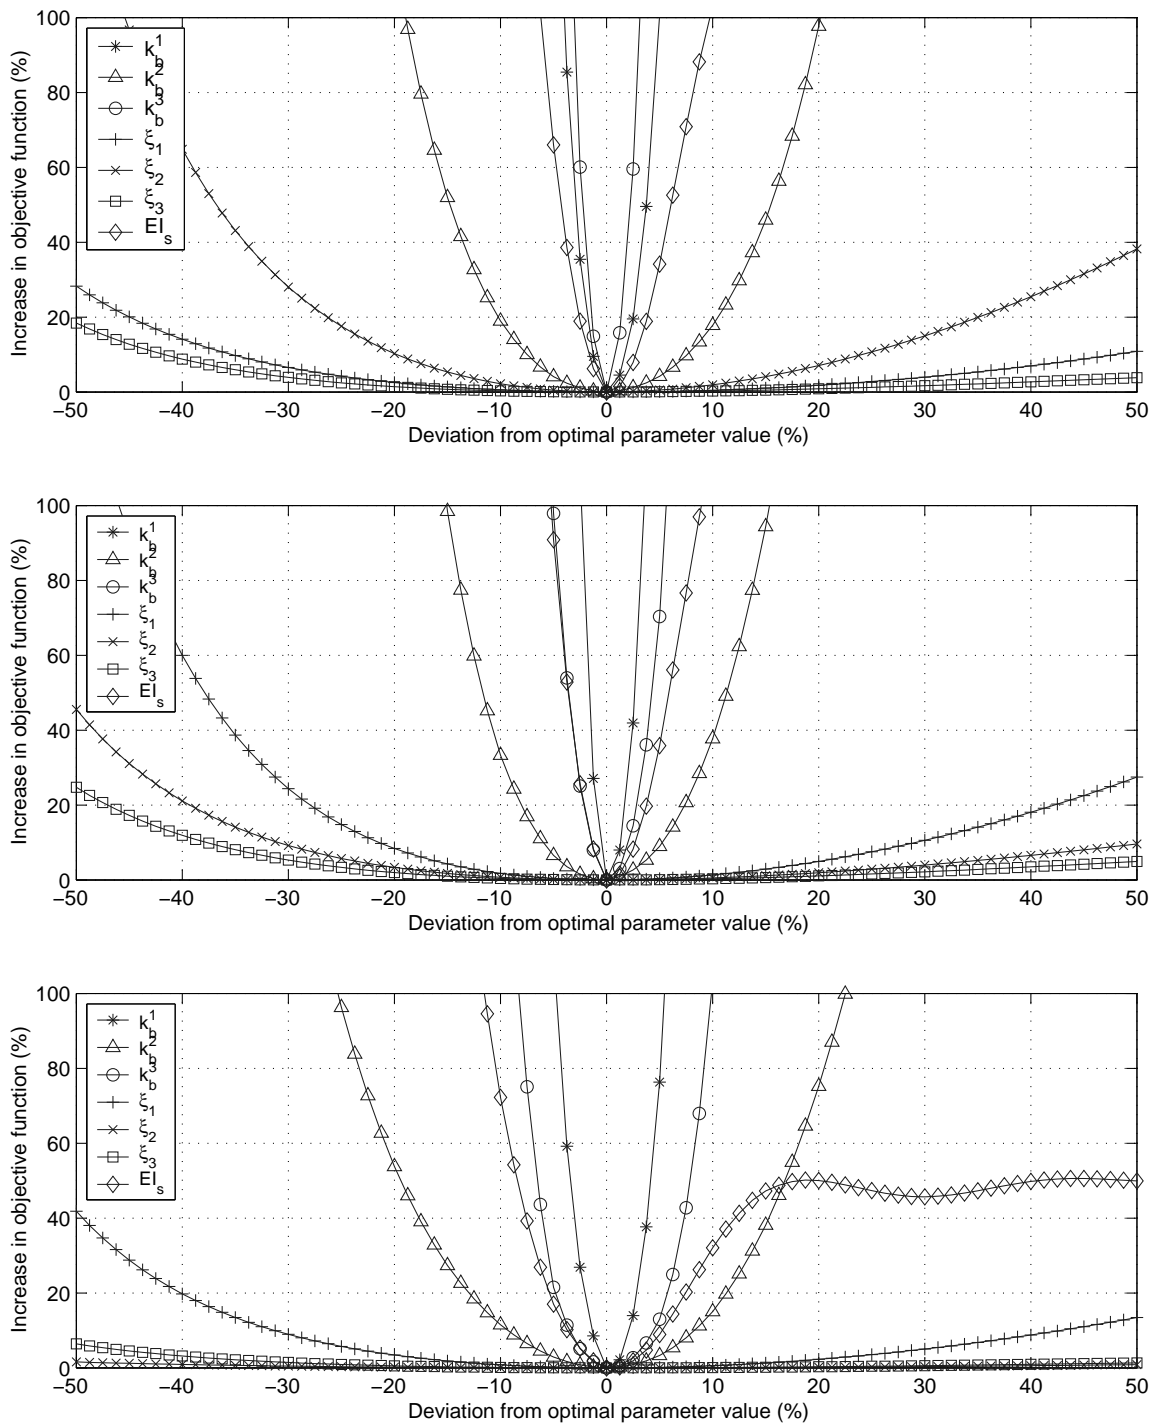 100
80
60
40
20
0
Increase in objective function (%)
k_b^1
k_b^2
k_b^3
ξ_1
ξ_2
ξ_3
EI_s
−50 −40 −30 −20 −10 0 10 20 30 40 50
Deviation from optimal parameter value (%)
100
80
60
40
20
0
Increase in objective function (%)
k_b^1
k_b^2
k_b^3
ξ_1
ξ_2
ξ_3
EI_s
−50 −40 −30 −20 −10 0 10 20 30 40 50
Deviation from optimal parameter value (%)
100
80
60
40
20
0
Increase in objective function (%)
k_b^1
k_b^2
k_b^3
ξ_1
ξ_2
ξ_3
EI_s
−50 −40 −30 −20 −10 0 10 20 30 40 50
Deviation from optimal parameter value (%)